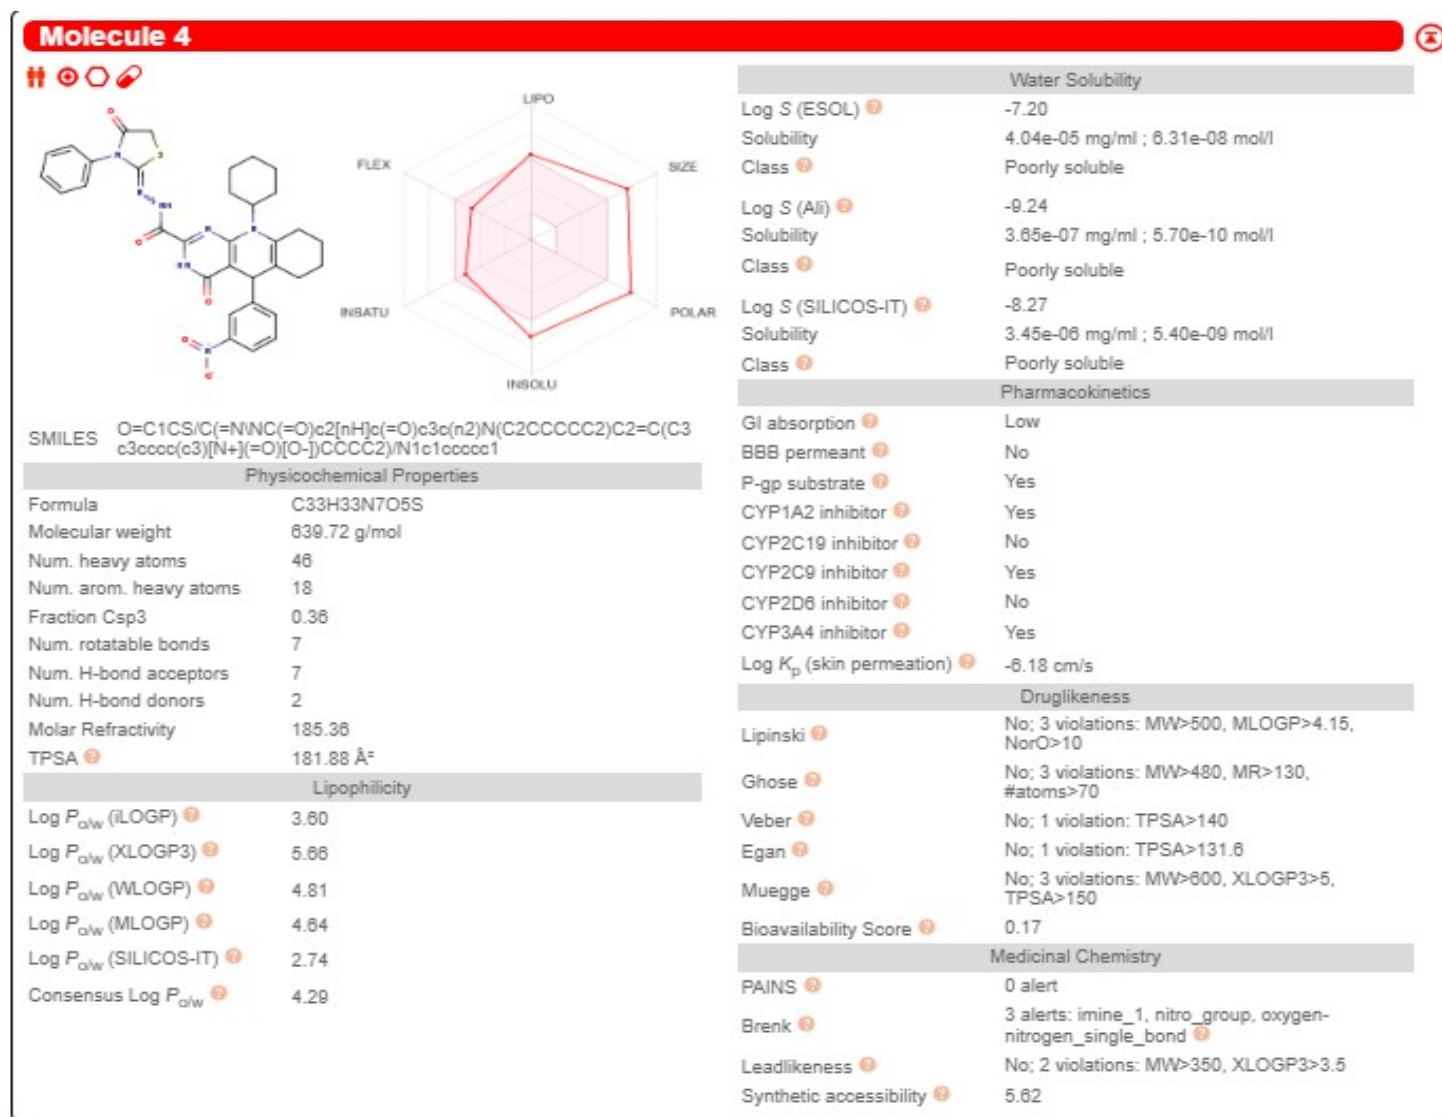 Molecule 4
LIPO
FLEX
SIZE
INSATU
POLAR
INSOLU
SMILES O=C1CS/C(=N\NC(=O)c2[nH]c(=O)c3c(n2)N(C2CCCCC2)C2=C(C3
c3cccc(c3)[N+](=O)[O-])CCCC2)/N1c1ccccc1
Physicochemical Properties
Formula C33H33N7O5S
Molecular weight 639.72 g/mol
Num. heavy atoms 46
Num. arom. heavy atoms 18
Fraction Csp3 0.36
Num. rotatable bonds 7
Num. H-bond acceptors 7
Num. H-bond donors 2
Molar Refractivity 185.36
TPSA 181.88 Å²
Lipophilicity
Log Po/w (iLOGP) 3.60
Log Po/w (XLOGP3) 5.66
Log Po/w (WLOGP) 4.81
Log Po/w (MLOGP) 4.64
Log Po/w (SILICOS-IT) 2.74
Consensus Log Po/w 4.29
Water Solubility
Log S (ESOL) -7.20
Solubility 4.04e-05 mg/ml ; 6.31e-08 mol/l
Class Poorly soluble
Log S (Ali) -9.24
Solubility 3.65e-07 mg/ml ; 5.70e-10 mol/l
Class Poorly soluble
Log S (SILICOS-IT) -8.27
Solubility 3.45e-06 mg/ml ; 5.40e-09 mol/l
Class Poorly soluble
Pharmacokinetics
GI absorption Low
BBB permeant No
P-gp substrate Yes
CYP1A2 inhibitor Yes
CYP2C19 inhibitor No
CYP2C9 inhibitor Yes
CYP2D6 inhibitor No
CYP3A4 inhibitor Yes
Log Kp (skin permeation) -6.18 cm/s
Druglikeness
Lipinski No; 3 violations: MW>500, MLOGP>4.15,
NorO>10
Ghose No; 3 violations: MW>480, MR>130,
#atoms>70
Veber No; 1 violation: TPSA>140
Egan No; 1 violation: TPSA>131.6
Muegge No; 3 violations: MW>600, XLOGP3>5,
TPSA>150
Bioavailability Score 0.17
Medicinal Chemistry
PAINS 0 alert
Brenk 3 alerts: imine_1, nitro_group, oxygen-
nitrogen_single_bond
Leadlikeness No; 2 violations: MW>350, XLOGP3>3.5
Synthetic accessibility 5.62